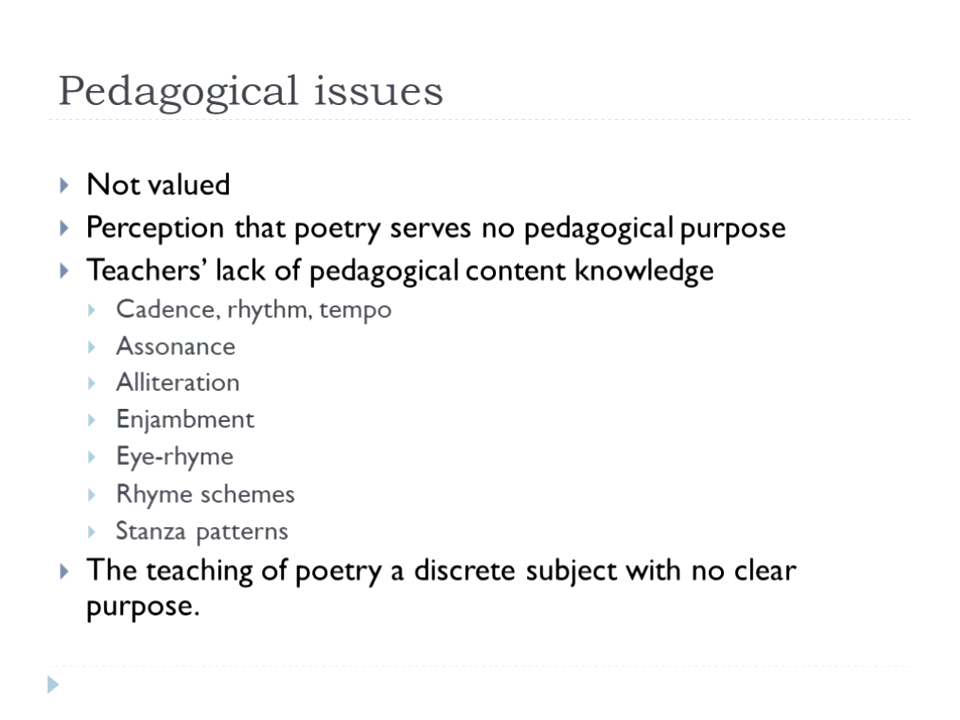 Pedagogical issues
Not valued
Perception that poetry serves no pedagogical purpose
Teachers’ lack of pedagogical content knowledge
Cadence, rhythm, tempo
Assonance
Alliteration
Enjambment
Eye-rhyme
Rhyme schemes
Stanza patterns
The teaching of poetry a discrete subject with no clear
purpose.